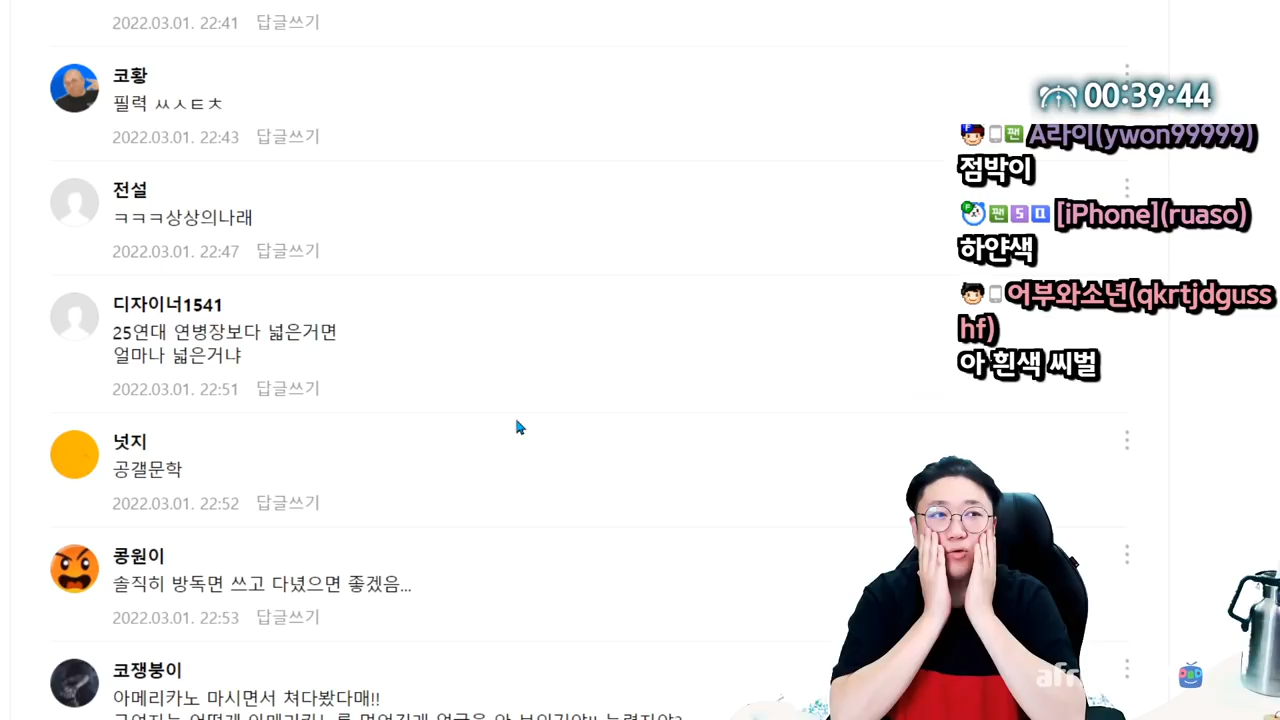 2022.03.01. 22:41 답글쓰기
코황
필력 ㅆㅅㅌㅊ
2022.03.01. 22:43 답글쓰기
전설
ㅋㅋㅋ상상의나래
2022.03.01. 22:47 답글쓰기
디자이너1541
25연대 연병장보다 넓은거면
얼마나 넓은거냐
2022.03.01. 22:51 답글쓰기
넛지
공갤문학
2022.03.01. 22:52 답글쓰기
콩원이
솔직히 방독면 쓰고 다녔으면 좋겠음...
2022.03.01. 22:53 답글쓰기
코쟁붕이
아메리카노 마시면서 쳐다봤다매!!
00:39:44
팬 A라이(ywon99999)
점박이
팬 5 [iPhone](ruaso)
하얀색
어부와소년(qkrtjdguss
hf)
아 흰색 씨벌
afr